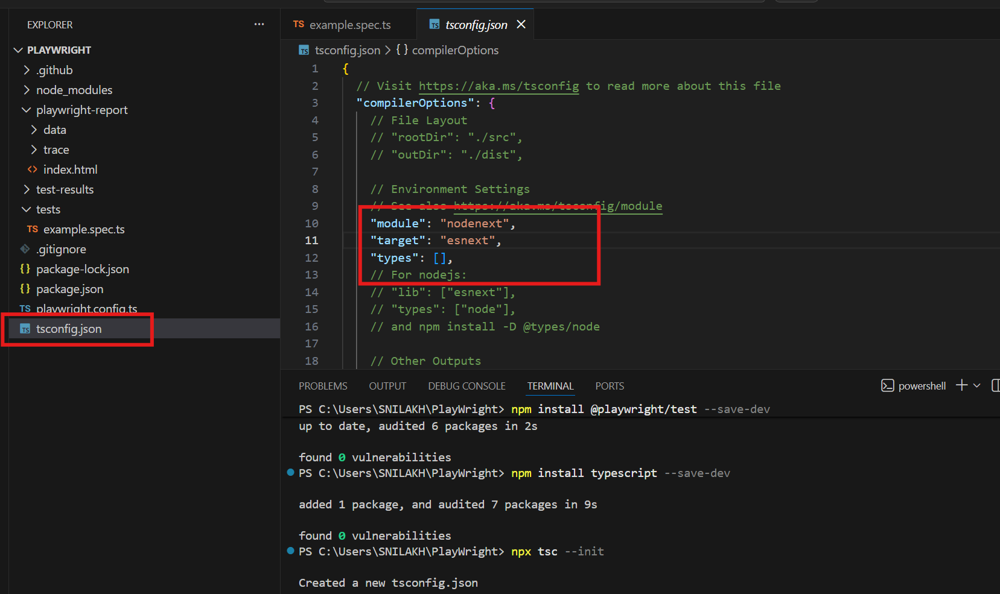 EXPLORER
PLAYWRIGHT
.github
node_modules
playwright-report
data
trace
index.html
test-results
tests
TS example.spec.ts
.gitignore
{} package-lock.json
{} package.json
TS playwright.config.ts
TS tsconfig.json
TS example.spec.ts
TS tsconfig.json
TS tsconfig.json > {} compilerOptions
1 {
2 // Visit https://aka.ms/tsconfig to read more about this file
3 "compilerOptions": {
4 // File Layout
5 // "rootDir": "./src",
6 // "outDir": "./dist",
7
8 // Environment Settings
9 // See also https://aka.ms/tsconfig/module
10 "module": "nodenext",
11 "target": "esnext",
12 "types": [],
13 // For nodejs:
14 // "lib": ["esnext"],
15 // "types": ["node"],
16 // and npm install -D @types/node
17
18 // Other Outputs
PROBLEMS OUTPUT DEBUG CONSOLE TERMINAL PORTS
powershell
PS C:\Users\SNILAKH\PlayWright> npm install @playwright/test --save-dev
up to date, audited 6 packages in 2s
found 0 vulnerabilities
PS C:\Users\SNILAKH\PlayWright> npm install typescript --save-dev
added 1 package, and audited 7 packages in 9s
found 0 vulnerabilities
PS C:\Users\SNILAKH\PlayWright> npx tsc --init
Created a new tsconfig.json